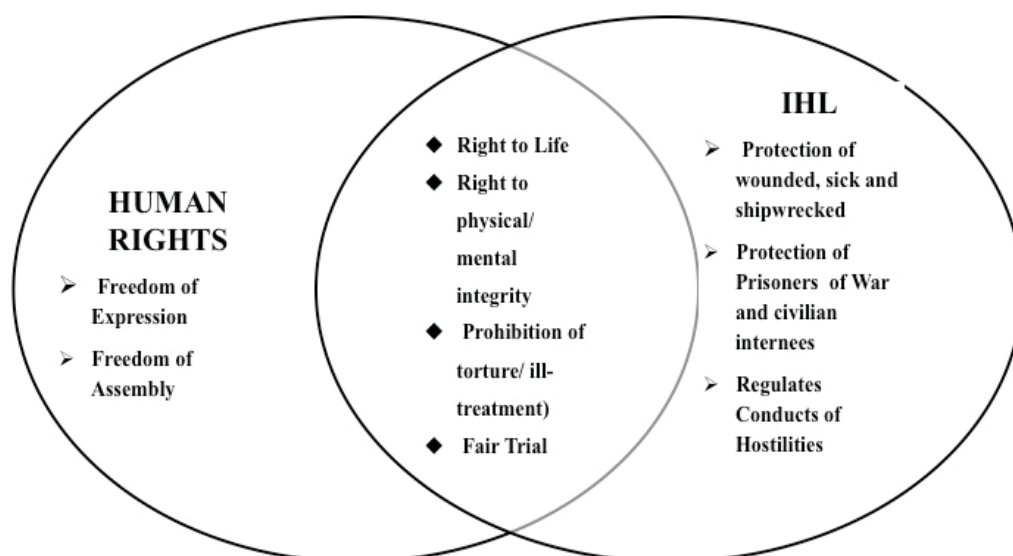 HUMAN
RIGHTS
➢ Freedom of
Expression
➢ Freedom of
Assembly
◆ Right to Life
◆ Right to
physical/
mental
integrity
◆ Prohibition of
torture/ ill-
treatment)
◆ Fair Trial
IHL
➢ Protection of
wounded, sick and
shipwrecked
➢ Protection of
Prisoners of War
and civilian
internees
➢ Regulates
Conducts of
Hostilities